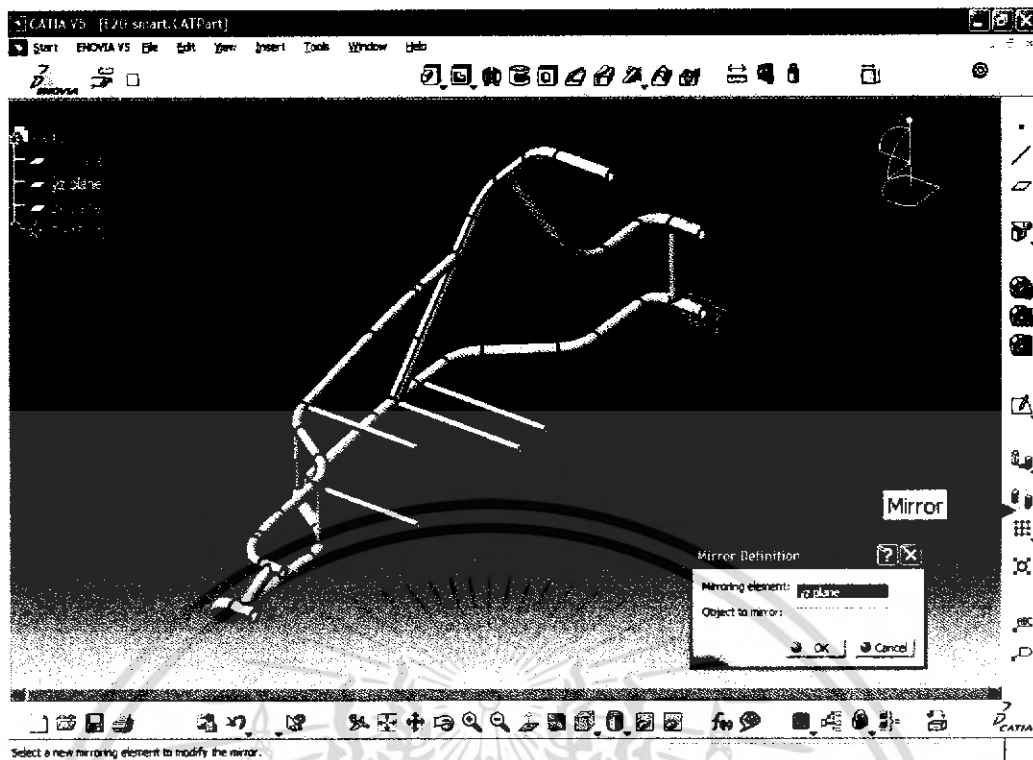 CATIA V5 - [E20 smart.CATPart]
Start ENOVIA V5 File Edit View Insert Tools Window Help
ENOVIA
yz plane
Mirror
Mirror Definition
Mirroring element: yz plane
Object to mirror:
OK Cancel
CATIA
Select a new mirroring element to modify the mirror.